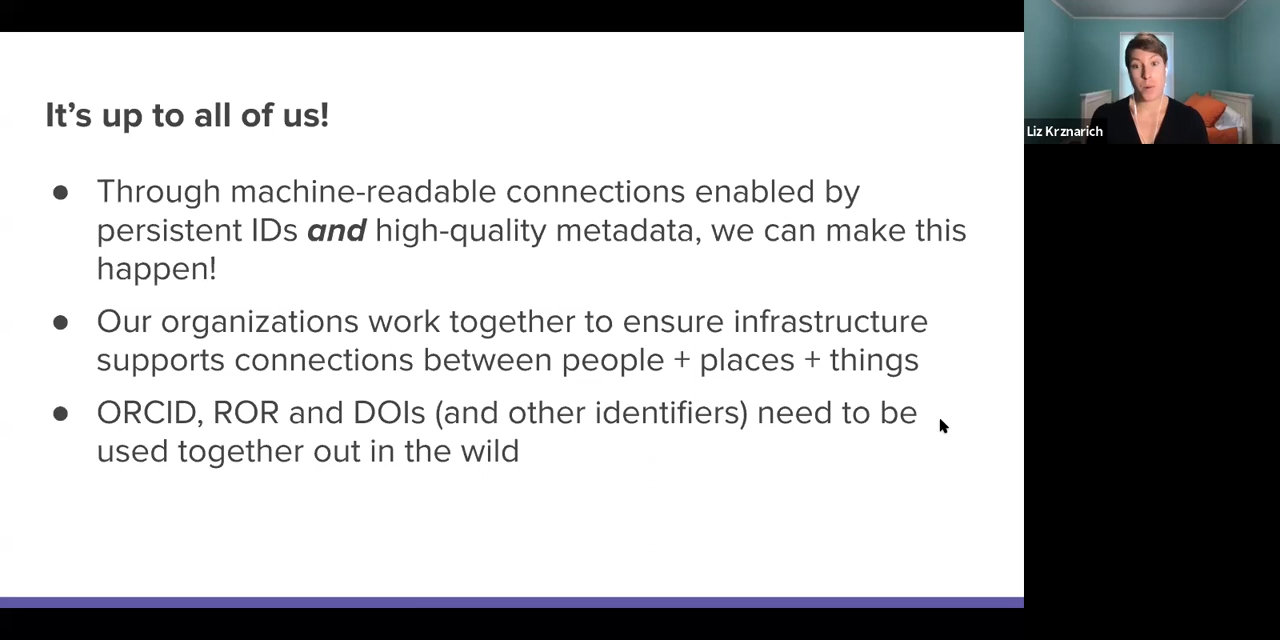 It's up to all of us!
● Through machine-readable connections enabled by
persistent IDs and high-quality metadata, we can make this
happen!
● Our organizations work together to ensure infrastructure
supports connections between people + places + things
● ORCID, ROR and DOIs (and other identifiers) need to be
used together out in the wild
Liz Krznarich